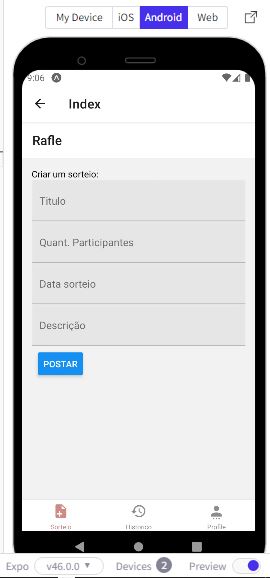 My Device iOS Android Web
9:06
Index
Rafle
Criar um sorteio:
Titulo
Quant. Participantes
Data sorteio
Descrição
POSTAR
Sorteio Historico Profile
Expo v46.0.0 Devices 2 Preview